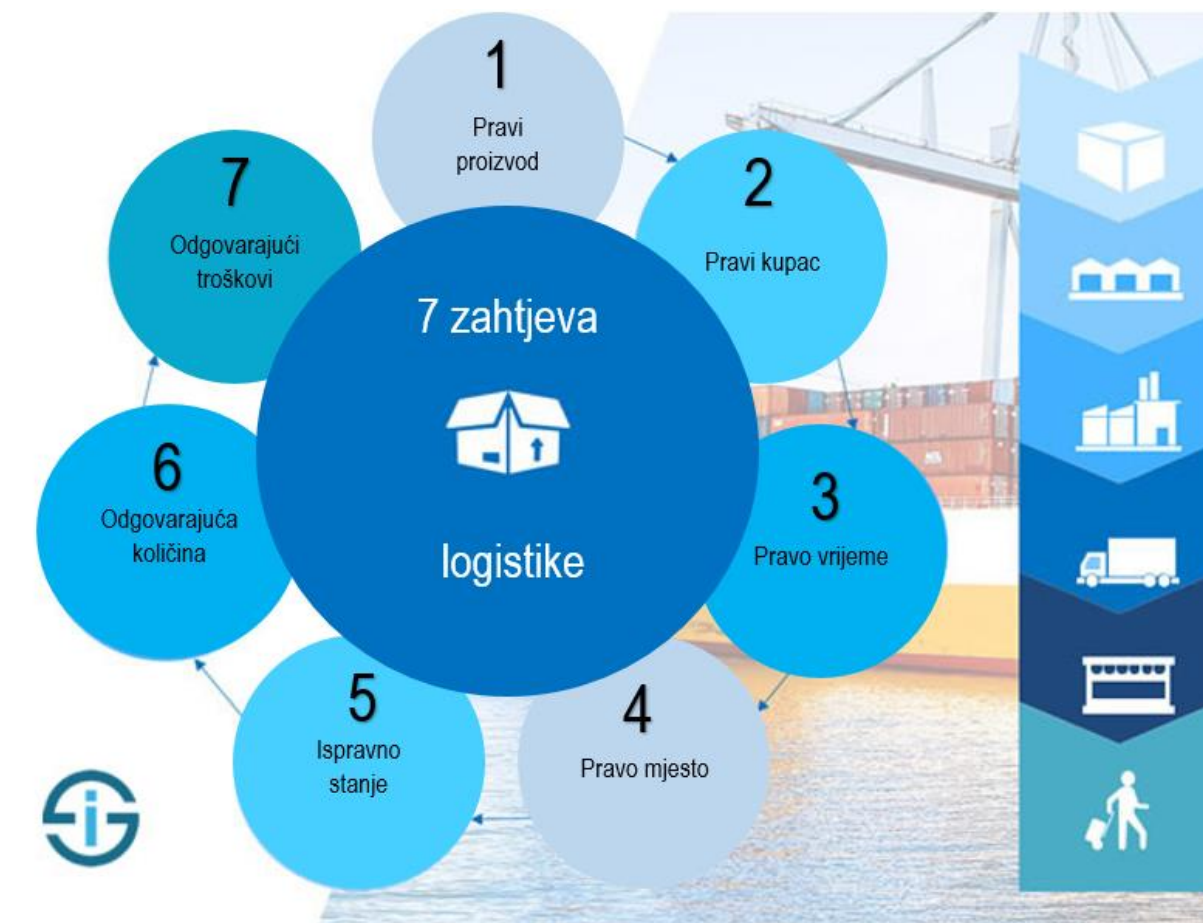 1
Pravi
proizvod
2
Pravi kupac
3
Pravo vrijeme
4
Pravo mjesto
5
Ispravno
stanje
6
Odgovarajuća
količina
7
Odgovarajući
troškovi
7 zahtjeva
logistike